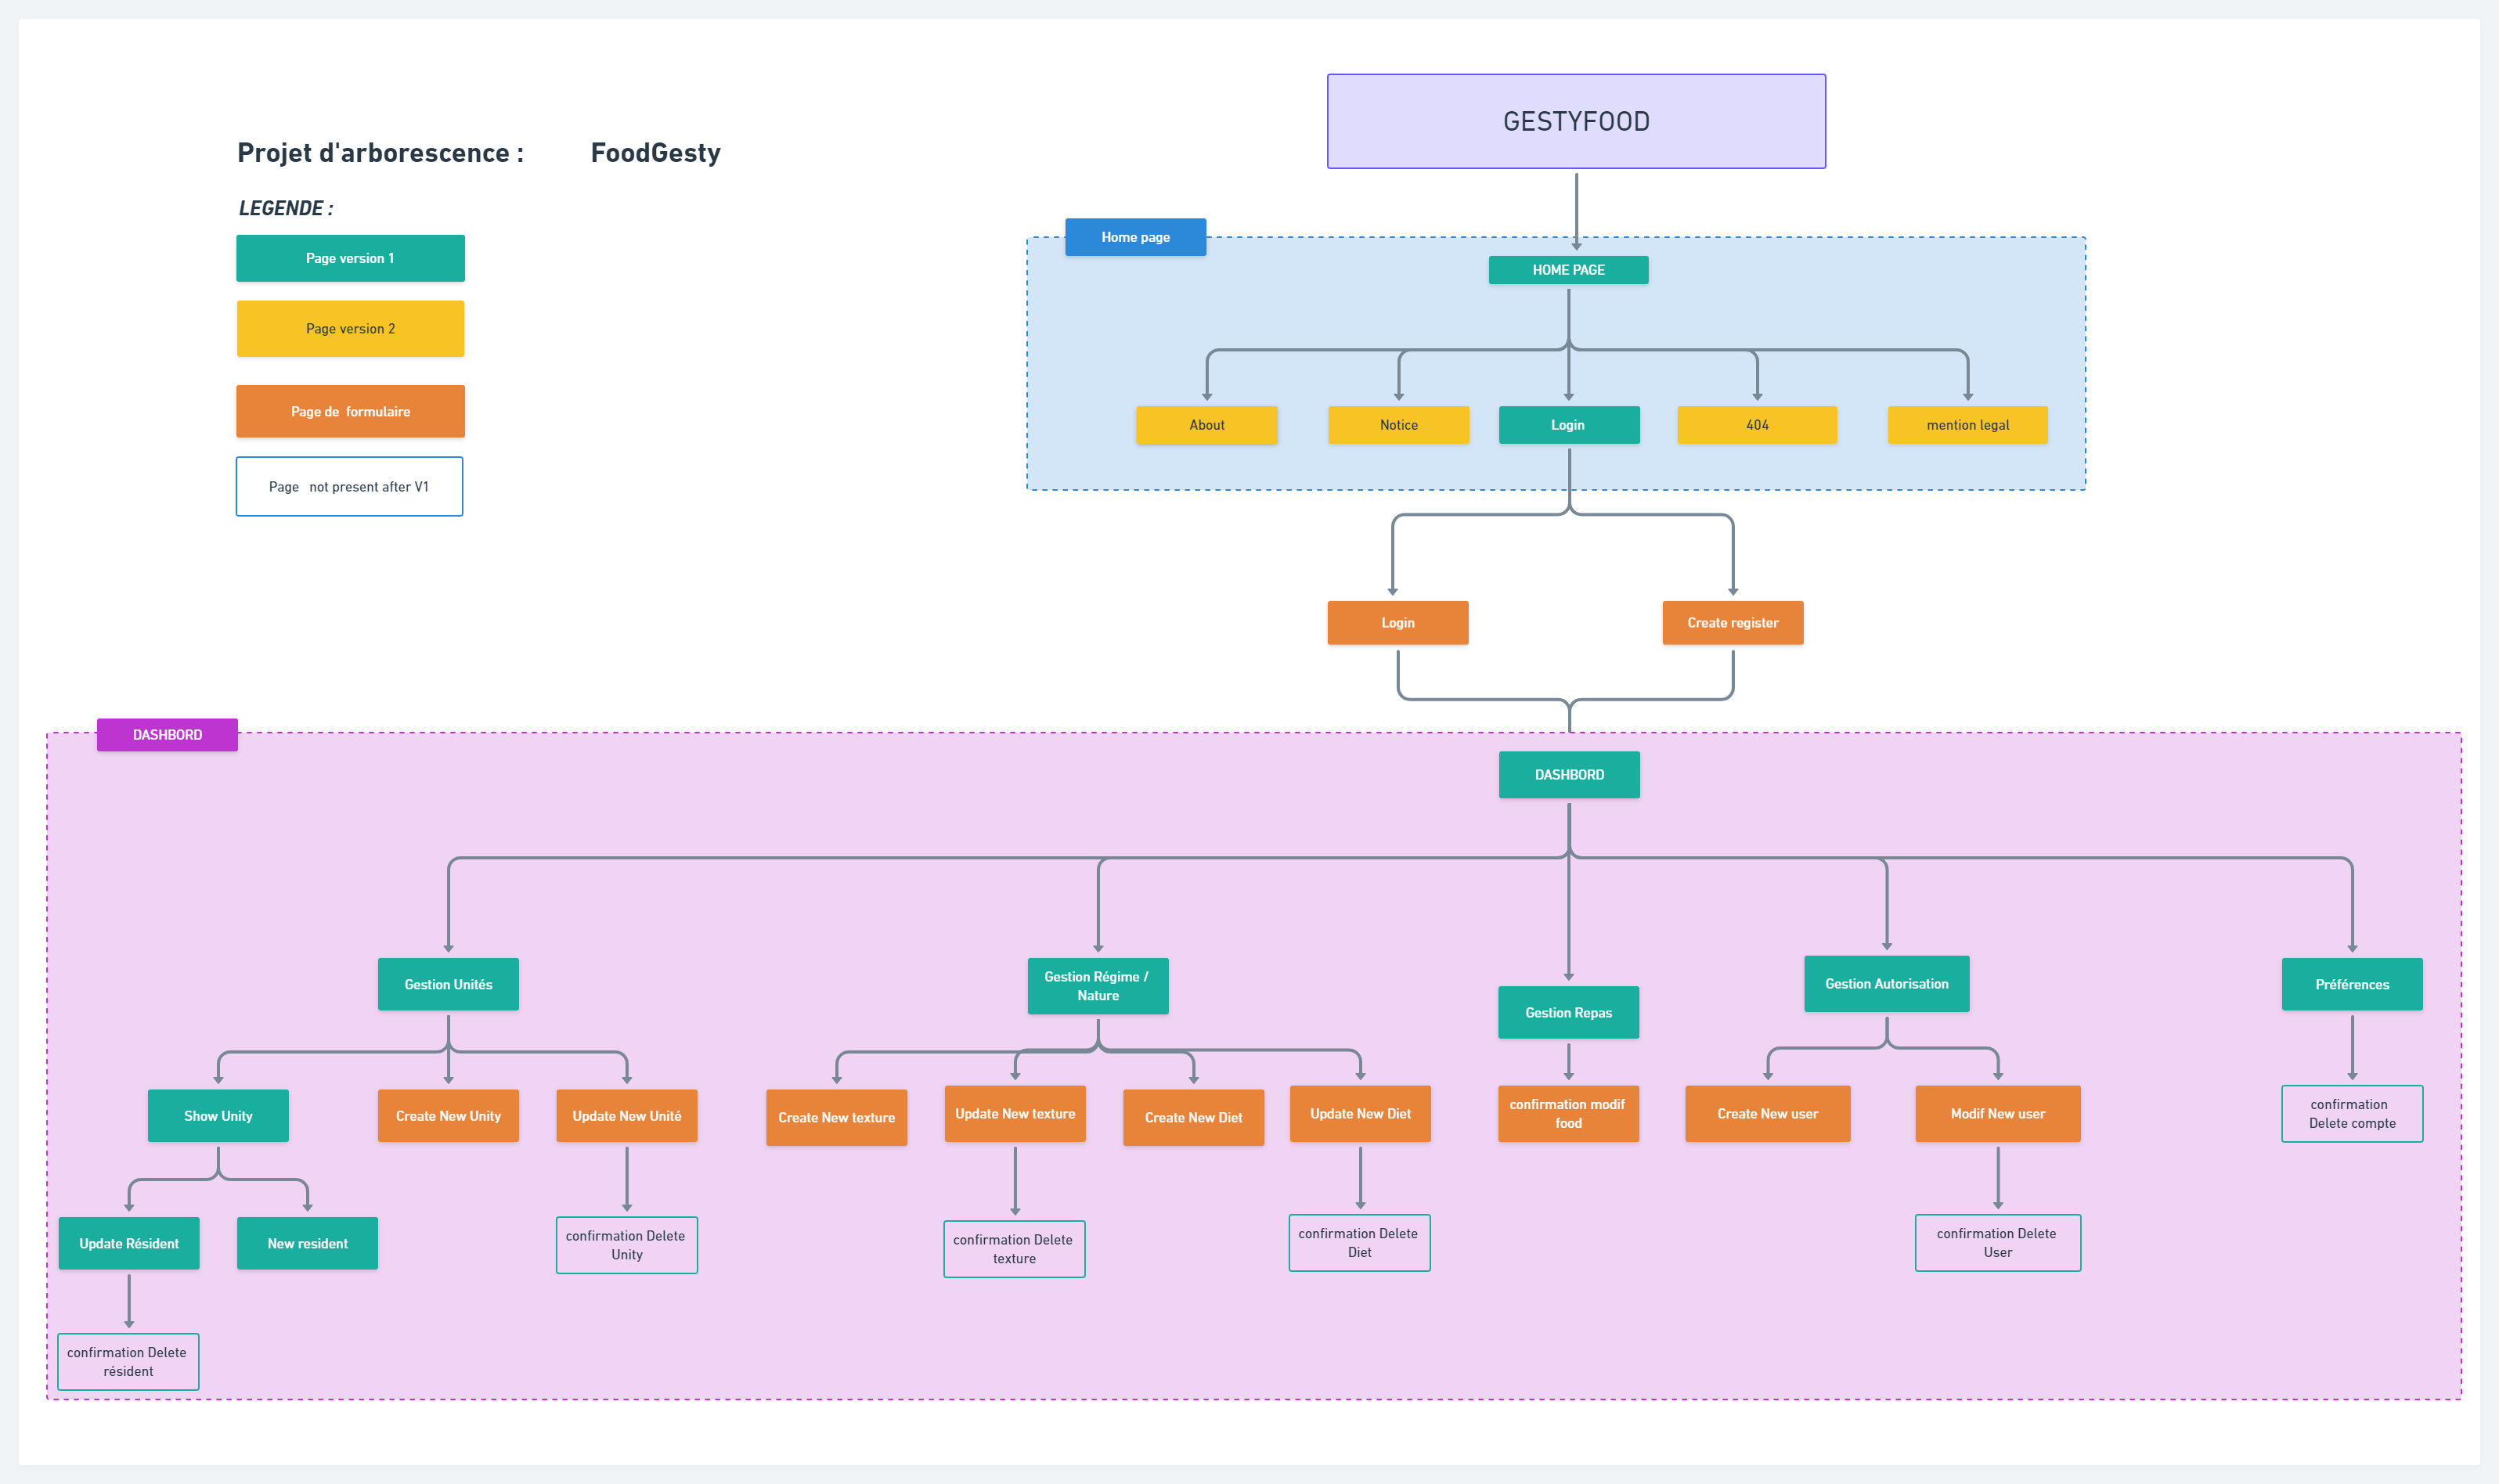 GESTYFOOD
Projet d'arborescence : FoodGesty
LEGENDE :
Page version 1
Page version 2
Page de formulaire
Page not present after V1
Home page
HOME PAGE
About
Notice
Login
404
mention legal
Login
Create register
DASHBORD
DASHBORD
Gestion Unités
Gestion Régime /
Nature
Gestion Repas
Gestion Autorisation
Préférences
Show Unity
Create New Unity
Update New Unité
Create New texture
Update New texture
Create New Diet
Update New Diet
confirmation modif
food
Create New user
Modif New user
confirmation
Delete compte
Update Résident
New resident
confirmation Delete
Unity
confirmation Delete
texture
confirmation Delete
Diet
confirmation Delete
User
confirmation Delete
résident